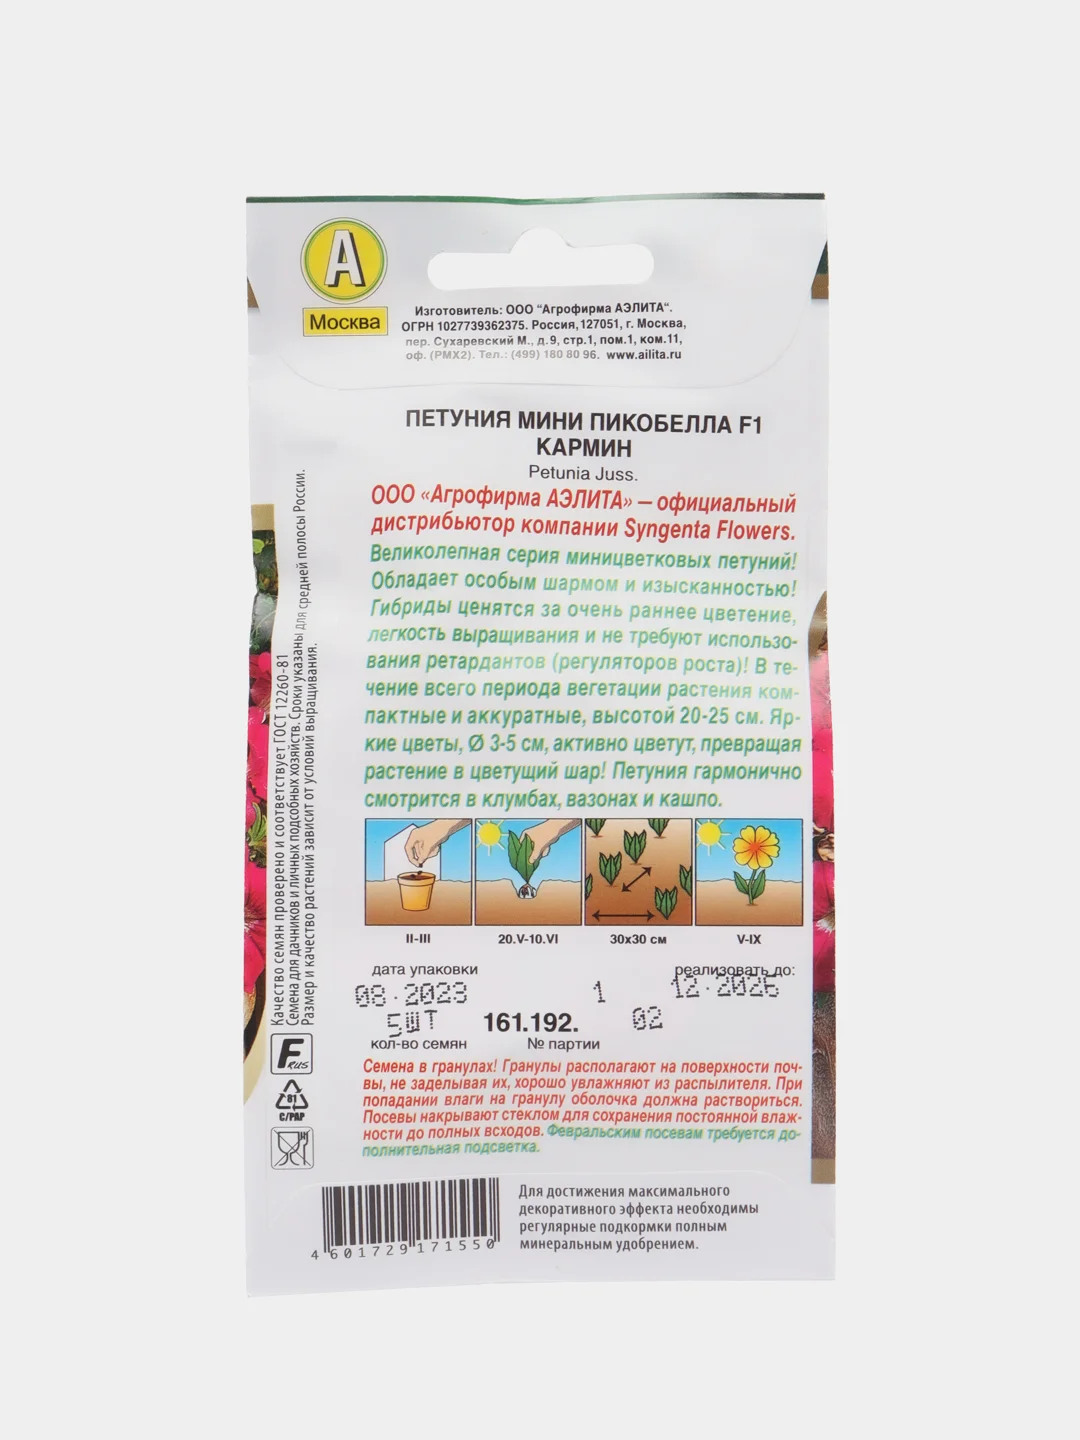 А
Москва
Изготовитель: ООО "Агрофирма АЭЛИТА".
ОГРН 1027739362375. Россия,127051, г. Москва,
пер. Сухаревский М., д.9, стр.1, пом.1, ком.11,
оф. (РМХ2). Тел.: (499) 180 80 96. www.ailita.ru
ПЕТУНИЯ МИНИ ПИКОБЕЛЛА F1
КАРМИН
Petunia Juss.
ООО «Агрофирма АЭЛИТА» — официальный
дистрибьютор компании Syngenta Flowers.
Великолепная серия миницветковых петуний!
Обладает особым шармом и изысканностью!
Гибриды ценятся за очень раннее цветение,
легкость выращивания и не требуют использо-
вания ретардантов (регуляторов роста)! В те-
чение всего периода вегетации растения ком-
пактные и аккуратные, высотой 20-25 см. Яр-
кие цветы, Ø 3-5 см, активно цветут, превращая
растение в цветущий шар! Петуния гармонично
смотрится в клумбах, вазонах и кашпо.
II-III 20.V-10.VI 30x30 см V-IX
дата упаковки реализовать до:
08.2023 1 12.2026
5ШТ 161.192. 02
кол-во семян № партии
Семена в гранулах! Гранулы располагают на поверхности поч-
вы, не заделывая их, хорошо увлажняют из распылителя. При
попадании влаги на гранулу оболочка должна раствориться.
Посевы накрывают стеклом для сохранения постоянной влаж-
ности до полных всходов. Февральским посевам требуется до-
полнительная подсветка.
Качество семян проверено и соответствует ГОСТ 12260-81
Семена для дачников и личных подсобных хозяйств. Сроки указаны для средней полосы России.
Размер и качество растений зависит от условий выращивания.
F RUS
81
C/PAP
4 601729 171550
Для достижения максимального
декоративного эффекта необходимы
регулярные подкормки полным
минеральным удобрением.